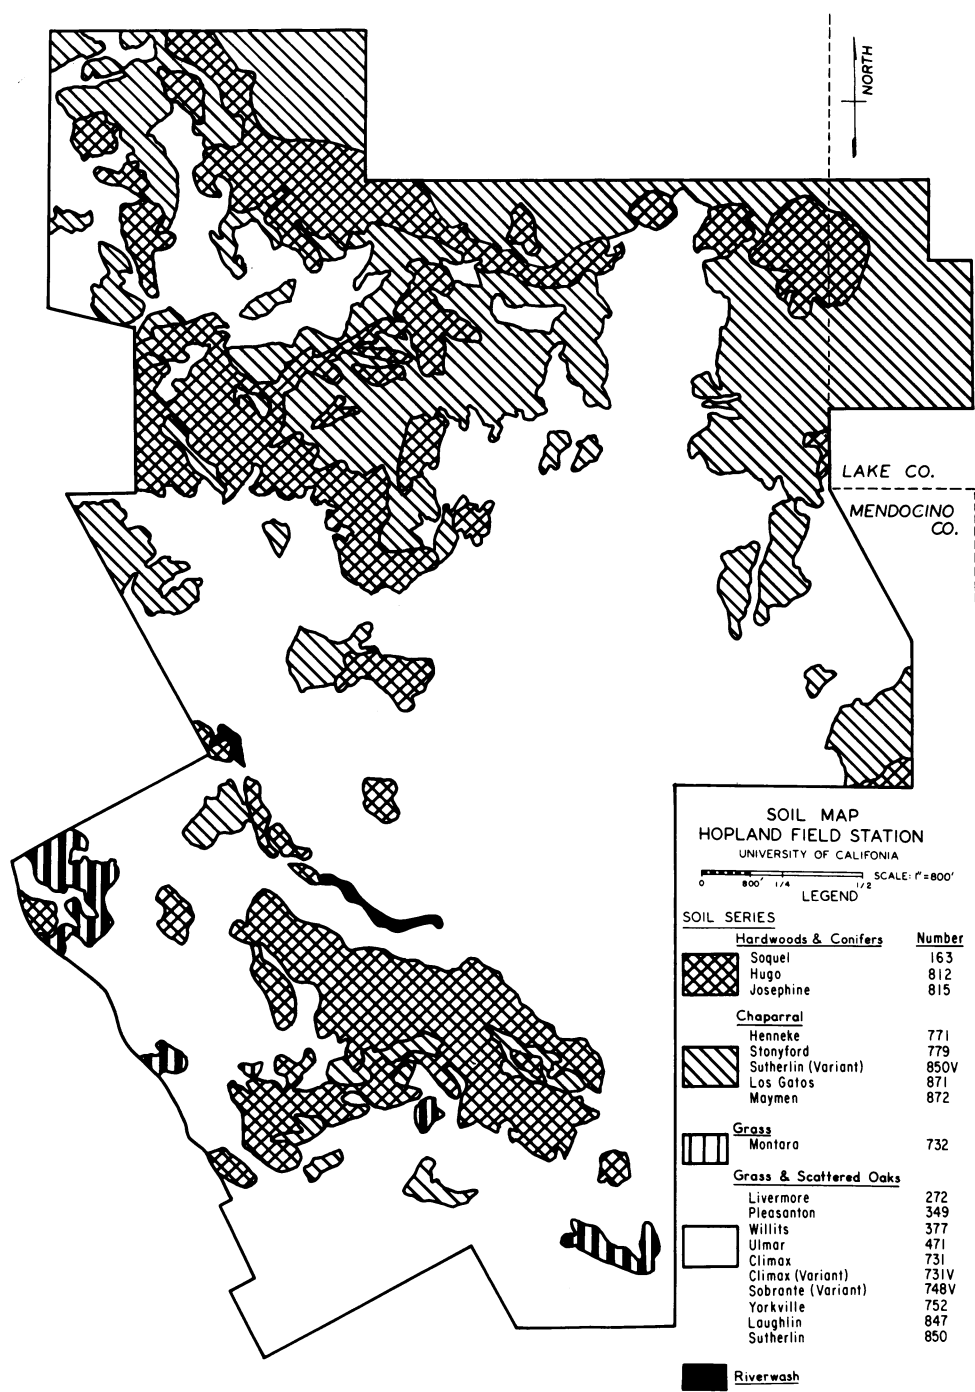 NORTH
LAKE CO.
MENDOCINO
CO.
SOIL MAP
HOPLAND FIELD STATION
UNIVERSITY OF CALIFONIA
SCALE: 1"=800'
0 800' 1/4 1/2
LEGEND
SOIL SERIES
Hardwoods & Conifers Number
Soquel 163
Hugo 812
Josephine 815
Chaparral
Henneke 771
Stonyford 779
Sutherlin (Variant) 850V
Los Gatos 871
Maymen 872
Grass
Montara 732
Grass & Scattered Oaks
Livermore 272
Pleasanton 349
Willits 377
Ulmar 471
Climax 731
Climax (Variant) 731V
Sobrante (Variant) 748V
Yorkville 752
Laughlin 847
Sutherlin 850
Riverwash